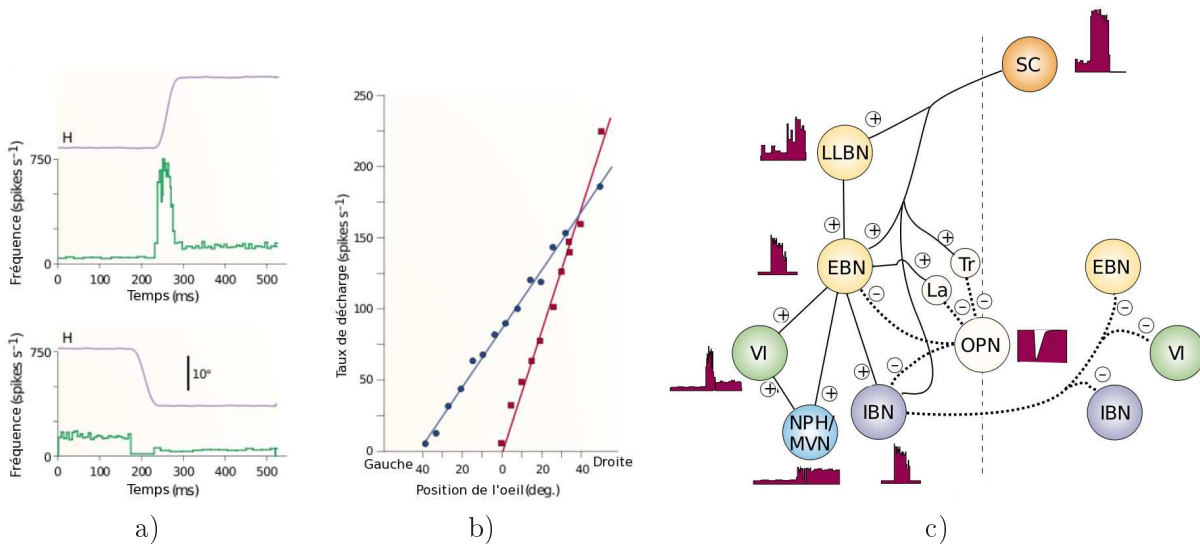 H
750
0
Fréquence (spikes s⁻¹)
0 100 200 300 400 500
Temps (ms)
H
750
10°
0
Fréquence (spikes s⁻¹)
0 100 200 300 400 500
Temps (ms)
a)
250
200
150
100
50
0
Taux de décharge (spikes s⁻¹)
Gauche
Droite
40 20 0 20 40
Position de l'oeil (deg.)
b)
SC
+
LLBN
+
+
+
EBN
+
Tr
EBN
La
−
−
−
−
−
+
VI
OPN
VI
+
−
+
+
−
NPH/
MVN
IBN
IBN
c)